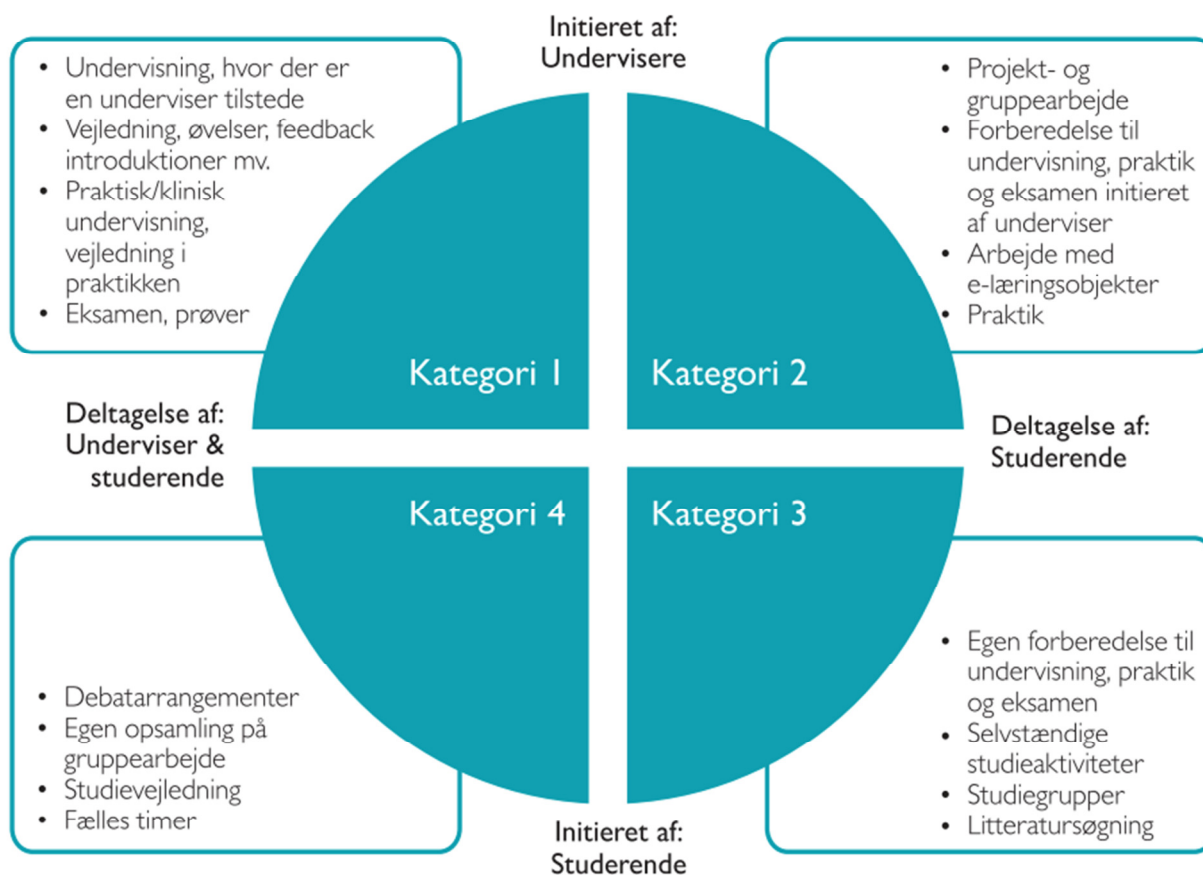 Initieret af:
Undervisere
• Undervisning, hvor der er
en underviser tilstede
• Vejledning, øvelser, feedback
introduktioner mv.
• Praktisk/klinisk
undervisning,
vejledning i
praktikken
• Eksamen, prøver
• Projekt- og
gruppearbejde
• Forberedelse til
undervisning, praktik
og eksamen initieret
af underviser
• Arbejde med
e-læringsobjekter
• Praktik
Kategori 1
Kategori 2
Deltagelse af:
Underviser &
studerende
Deltagelse af:
Studerende
Kategori 4
Kategori 3
• Debatarrangementer
• Egen opsamling på
gruppearbejde
• Studievejledning
• Fælles timer
• Egen forberedelse til
undervisning, praktik
og eksamen
• Selvstændige
studieaktiviteter
• Studiegrupper
• Litteratursøgning
Initieret af:
Studerende